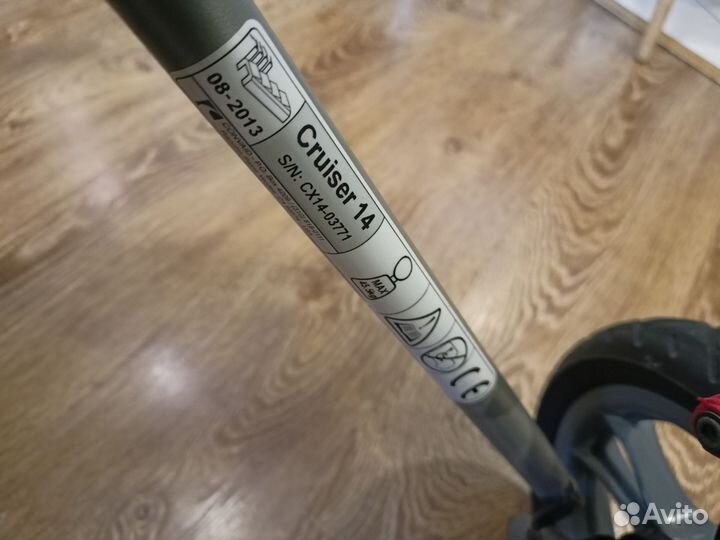 08-2013
Cruiser 14
S/N: CX14-03771
MAX
CE
Avito